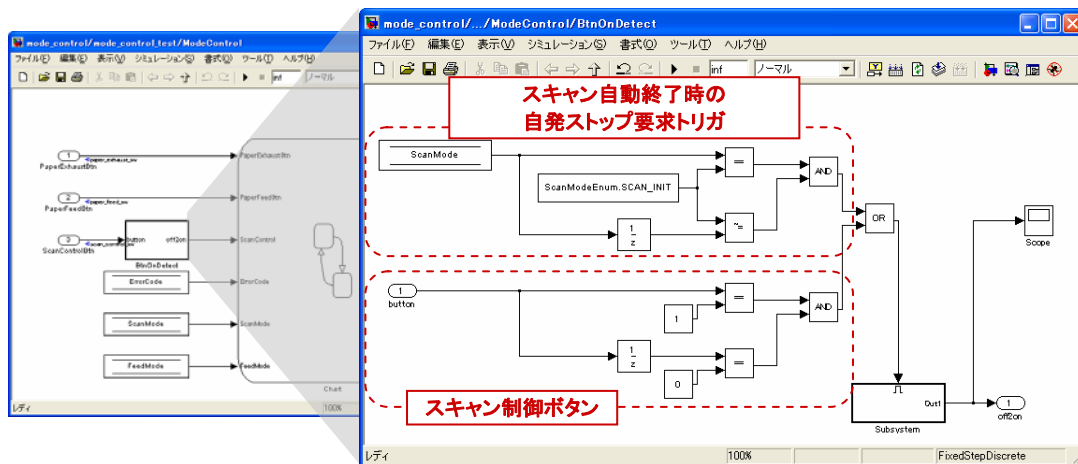 mode_control/mode_control_test/ModeControl
ファイル(F) 編集(E) 表示(V) シミュレーション(S) 書式(O) ツール(T) ヘルプ(H)
inf ノーマル
1
<paper_exhaust_sw
PaperExhaustBtn
PaperExhaustBtn
2
<paper_feed_sw
PaperFeedBtn
PaperFeedBtn
3
<scan_control_sw
ScanControlBtn
button off2on
BtnOnDetect
ScanControl
ErrorCode
ErrorCode
ScanMode
ScanMode
FeedMode
FeedMode
Chart
レディ 100%
mode_control/.../ModeControl/BtnOnDetect
ファイル(F) 編集(E) 表示(V) シミュレーション(S) 書式(O) ツール(T) ヘルプ(H)
inf ノーマル
スキャン自動終了時の
自発ストップ要求トリガ
ScanMode
==
AND
ScanModeEnum.SCAN_INIT
OR
~=
1
z
Scope
1
button
==
AND
1
1
z
==
0
スキャン制御ボタン
Out1
Subsystem
1
off2on
レディ 100% FixedStepDiscrete